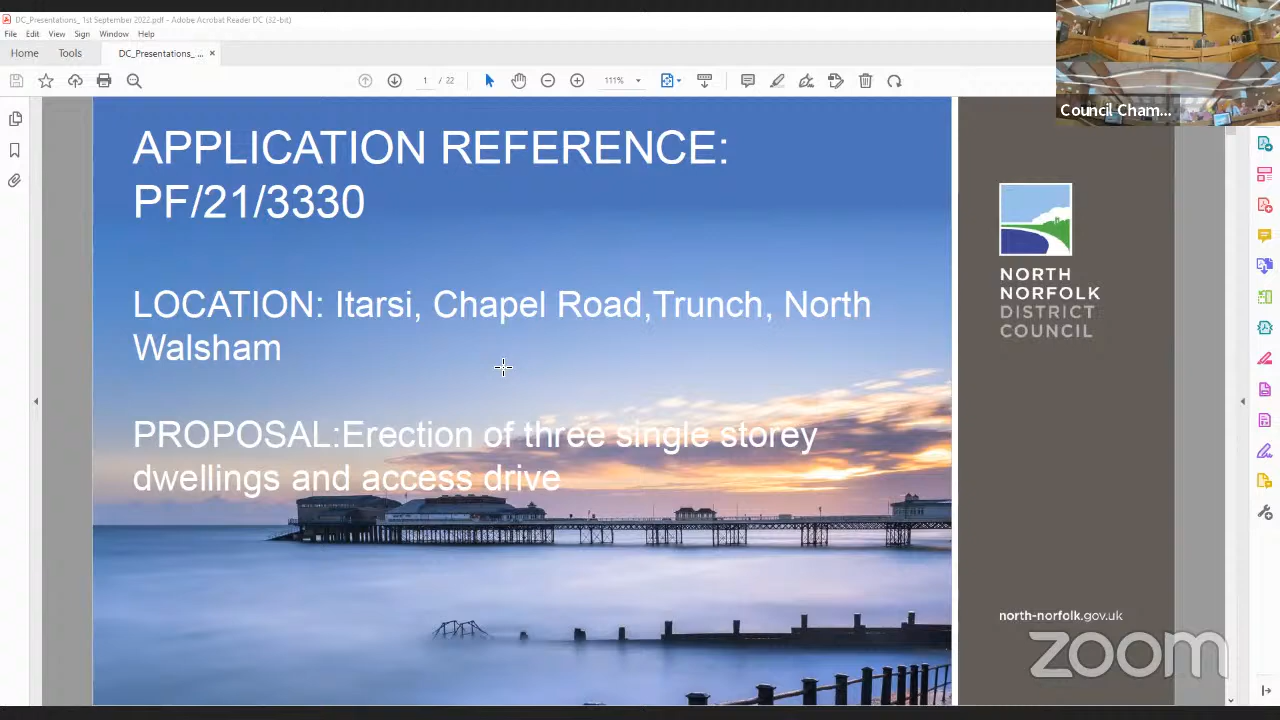 DC_Presentations_ 1st September 2022.pdf - Adobe Acrobat Reader DC (32-bit)
File Edit View Sign Window Help
Home Tools DC_Presentations_ ... ×
1 / 22 111%
Council Cham...
APPLICATION REFERENCE:
PF/21/3330
LOCATION: Itarsi, Chapel Road,Trunch, North
Walsham
PROPOSAL:Erection of three single storey
dwellings and access drive
NORTH
NORFOLK
DISTRICT
COUNCIL
north-norfolk.gov.uk
zoom